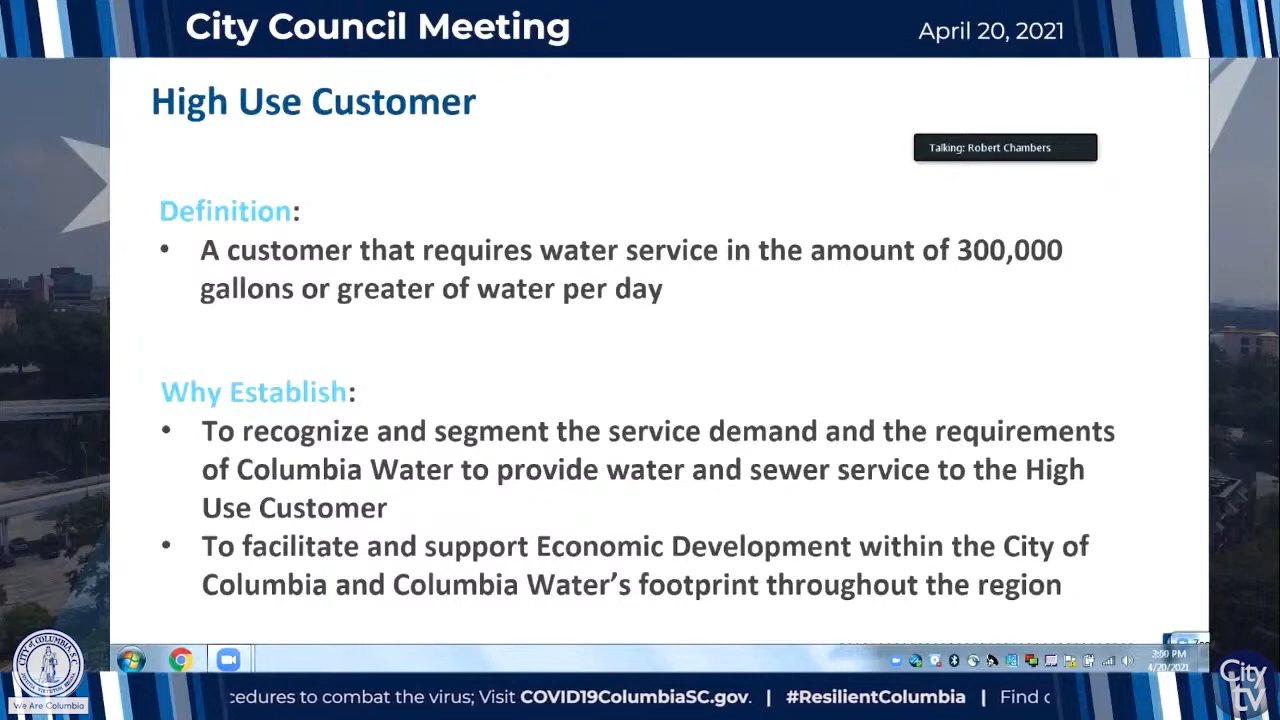 City Council Meeting
April 20, 2021
High Use Customer
Talking: Robert Chambers
Definition:
• A customer that requires water service in the amount of 300,000
gallons or greater of water per day
Why Establish:
• To recognize and segment the service demand and the requirements
of Columbia Water to provide water and sewer service to the High
Use Customer
• To facilitate and support Economic Development within the City of
Columbia and Columbia Water's footprint throughout the region
4/20/2021
We Are Columbia
cedures to combat the virus; Visit COVID19ColumbiaSC.gov. | #ResilientColumbia | Find
City
tv